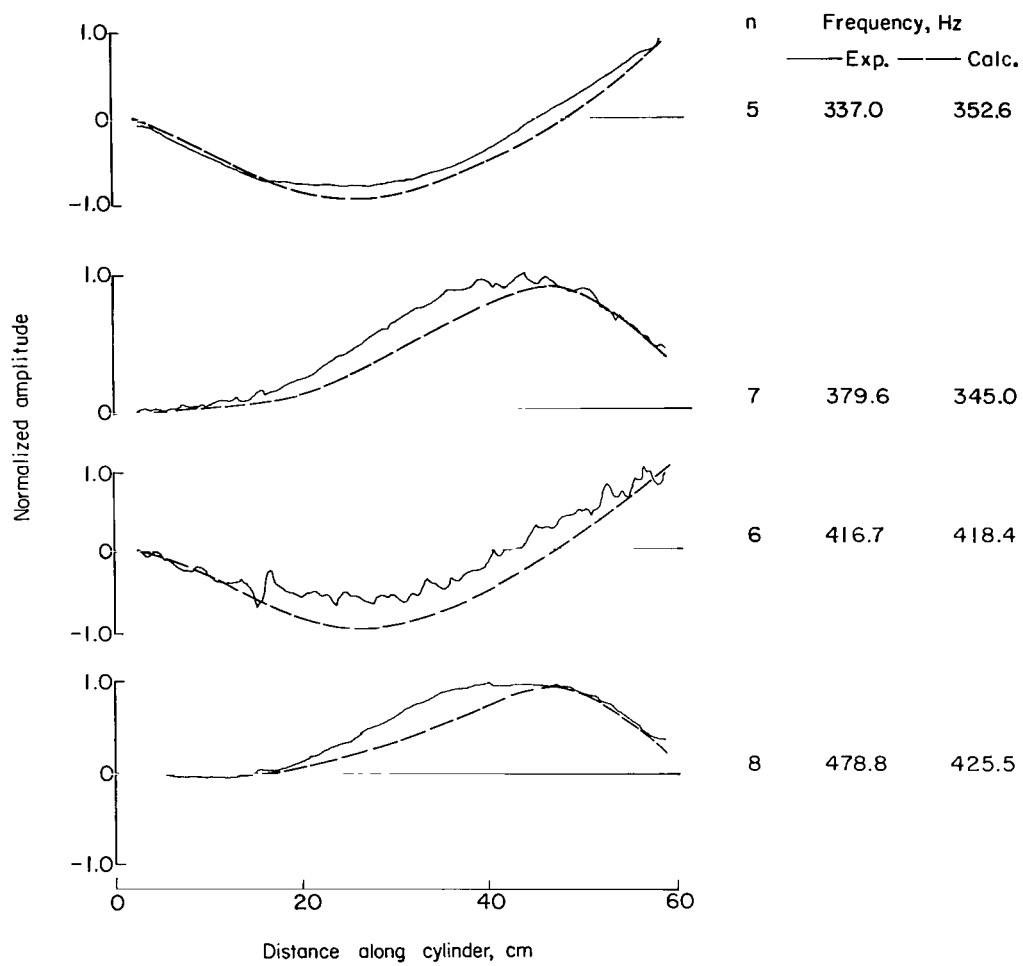 n Frequency, Hz
Exp. Calc.
1.0
0
-1.0
5 337.0 352.6
1.0
0
7 379.6 345.0
1.0
0
-1.0
6 416.7 418.4
1.0
0
-1.0
8 478.8 425.5
Normalized amplitude
0 20 40 60
Distance along cylinder, cm